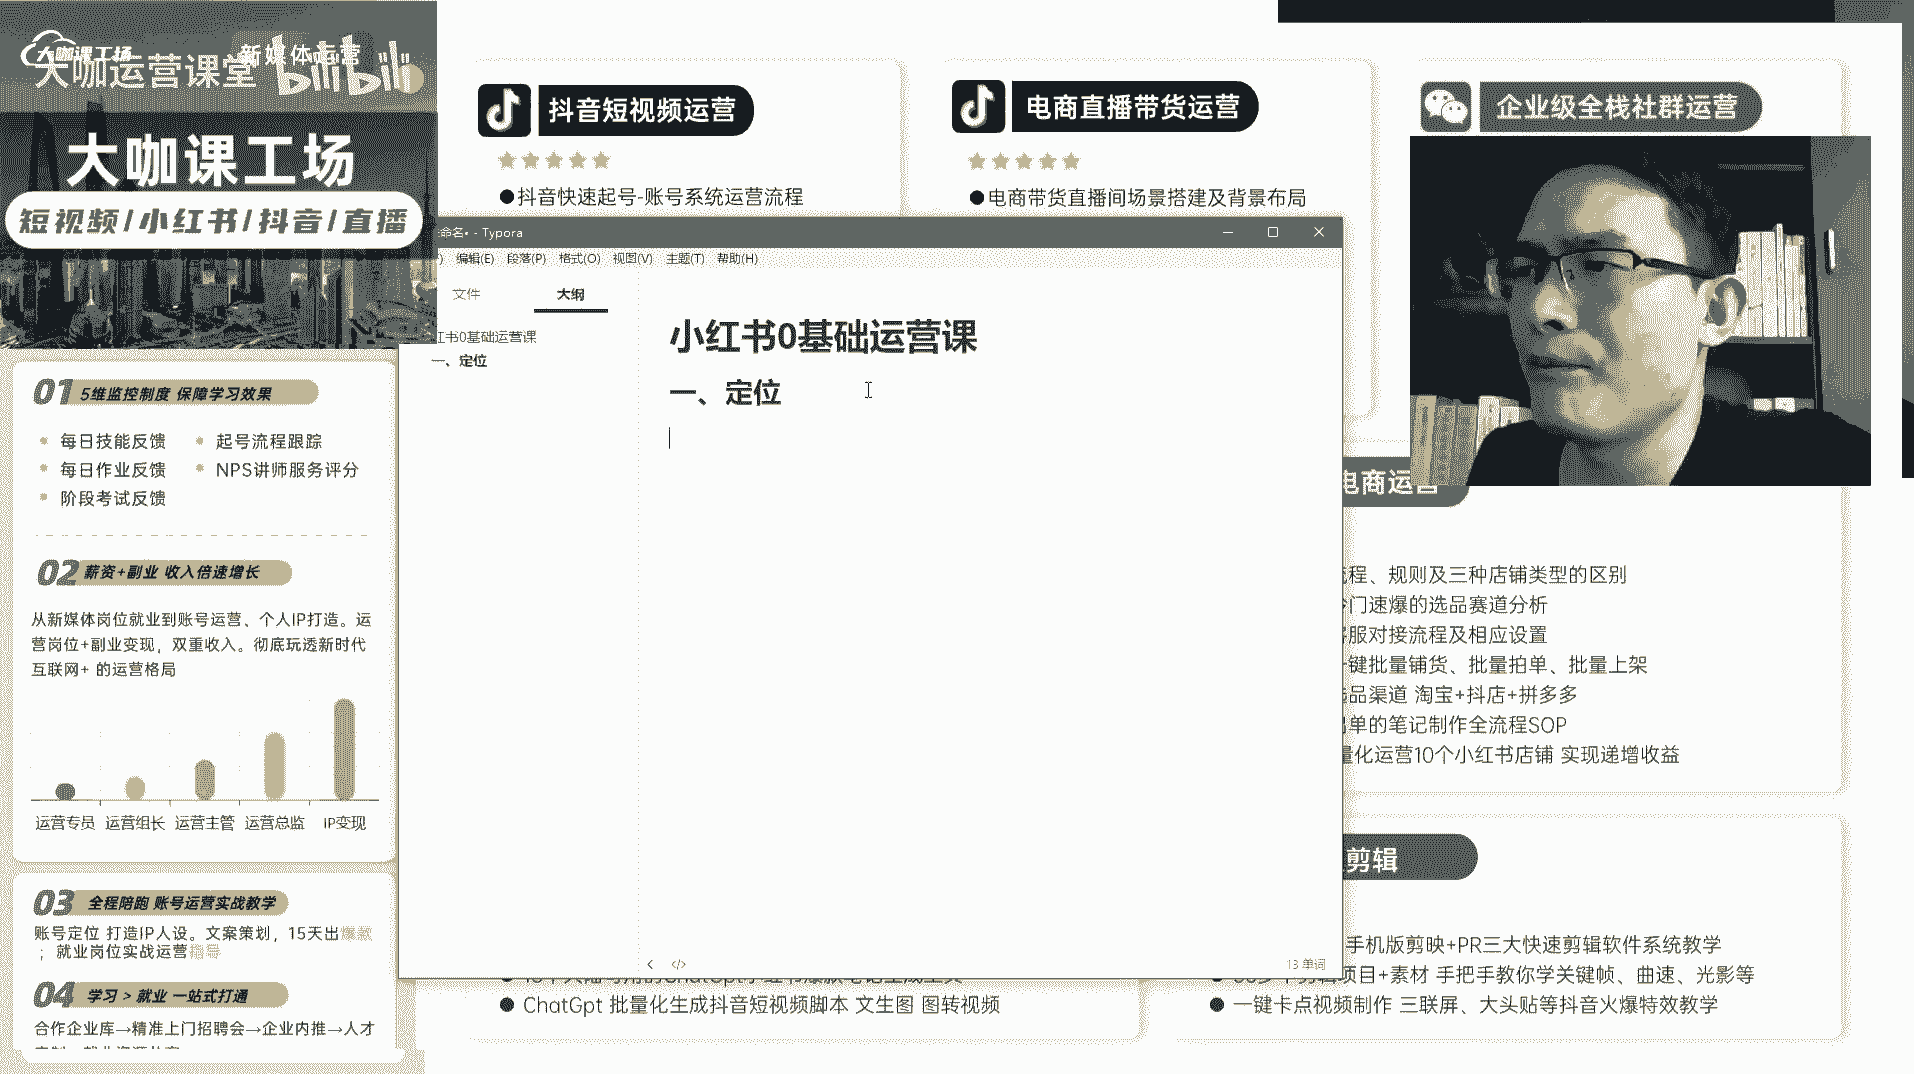 大咖课工场
新媒体运营
大咖运营课堂
bilibili
大咖课工场
短视频/小红书/抖音/直播
01 5维监控制度 保障学习效果
每日技能反馈
起号流程跟踪
每日作业反馈
NPS讲师服务评分
阶段考试反馈
02 薪资+副业 收入倍速增长
从新媒体岗位就业到账号运营、个人IP打造。运
营岗位+副业变现，双重收入。彻底玩透新时代
互联网+ 的运营格局
运营专员 运营组长 运营主管 运营总监 IP变现
03 全程陪跑 账号运营实战教学
账号定位 打造IP人设。文案策划，15天出爆款
；就业岗位实战运营指导
04 学习 > 就业 一站式打通
合作企业库→精准上门招聘会→企业内推→人才
抖音短视频运营
●抖音快速起号-账号系统运营流程
电商直播带货运营
●电商带货直播间场景搭建及背景布局
企业级全栈社群运营
命名• - Typora
编辑(E) 段落(P) 格式(O) 视图(V) 主题(T) 帮助(H)
文件 大纲
红书0基础运营课
一、定位
小红书0基础运营课
一、定位
13 单词
电商运营
流程、规则及三种店铺类型的区别
冷门速爆的选品赛道分析
客服对接流程及相应设置
一键批量铺货、批量拍单、批量上架
选品渠道 淘宝+抖店+拼多多
出单的笔记制作全流程SOP
量化运营10个小红书店铺 实现递增收益
● ChatGpt 批量化生成抖音短视频脚本 文生图 图转视频
剪辑
手机版剪映+PR三大快速剪辑软件系统教学
项目+素材 手把手教你学关键帧、曲速、光影等
● 一键卡点视频制作 三联屏、大头贴等抖音火爆特效教学